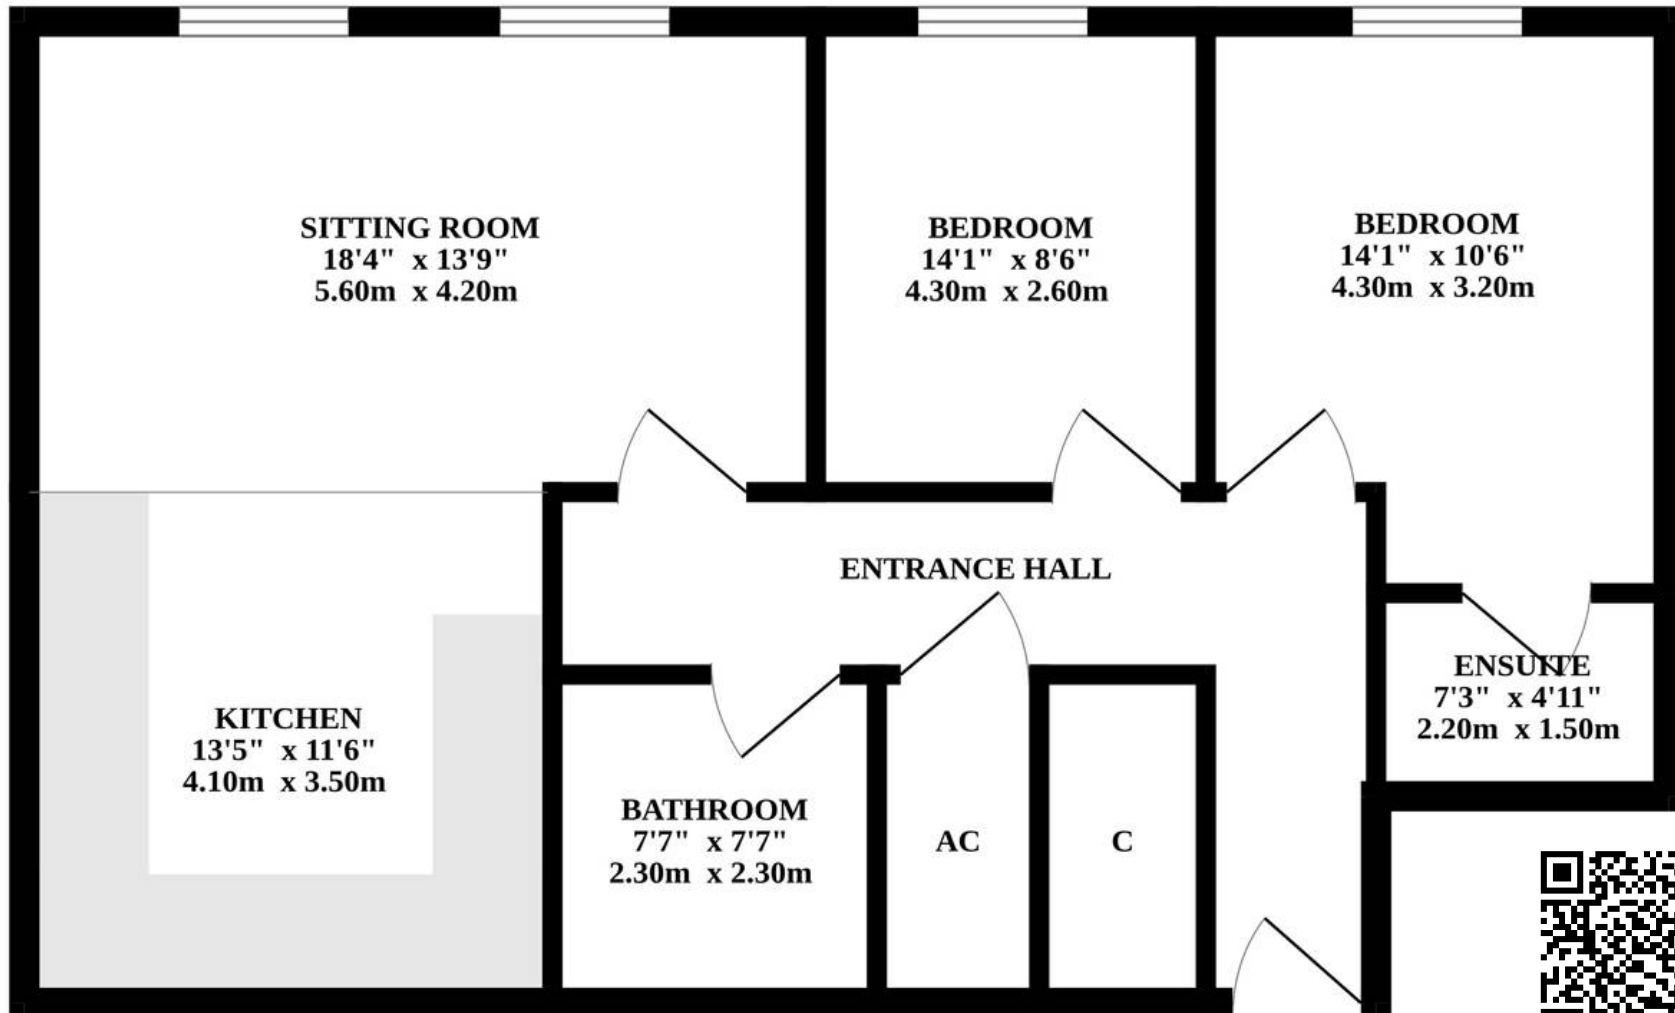 SITTING ROOM
18'4" x 13'9"
5.60m x 4.20m
BEDROOM
14'1" x 8'6"
4.30m x 2.60m
BEDROOM
14'1" x 10'6"
4.30m x 3.20m
ENTRANCE HALL
ENSUITE
7'3" x 4'11"
2.20m x 1.50m
KITCHEN
13'5" x 11'6"
4.10m x 3.50m
BATHROOM
7'7" x 7'7"
2.30m x 2.30m
AC
C